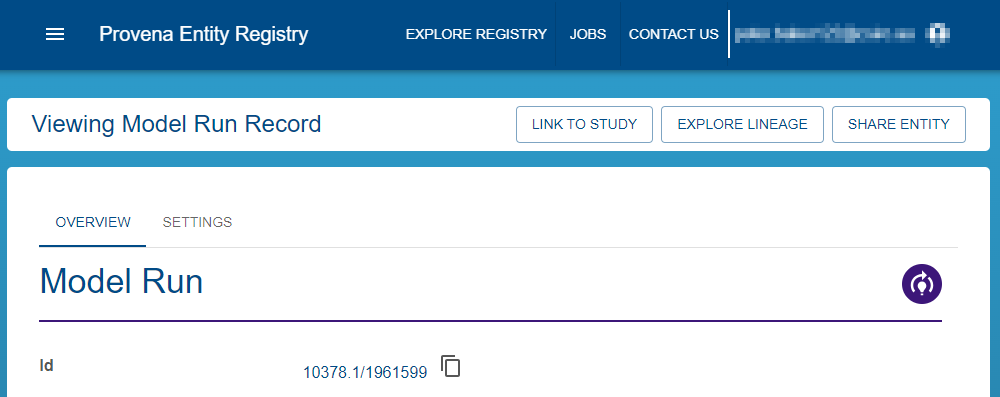 Provena Entity Registry EXPLORE REGISTRY JOBS CONTACT US
Viewing Model Run Record LINK TO STUDY EXPLORE LINEAGE SHARE ENTITY
OVERVIEW SETTINGS
Model Run
Id 10378.1/1961599